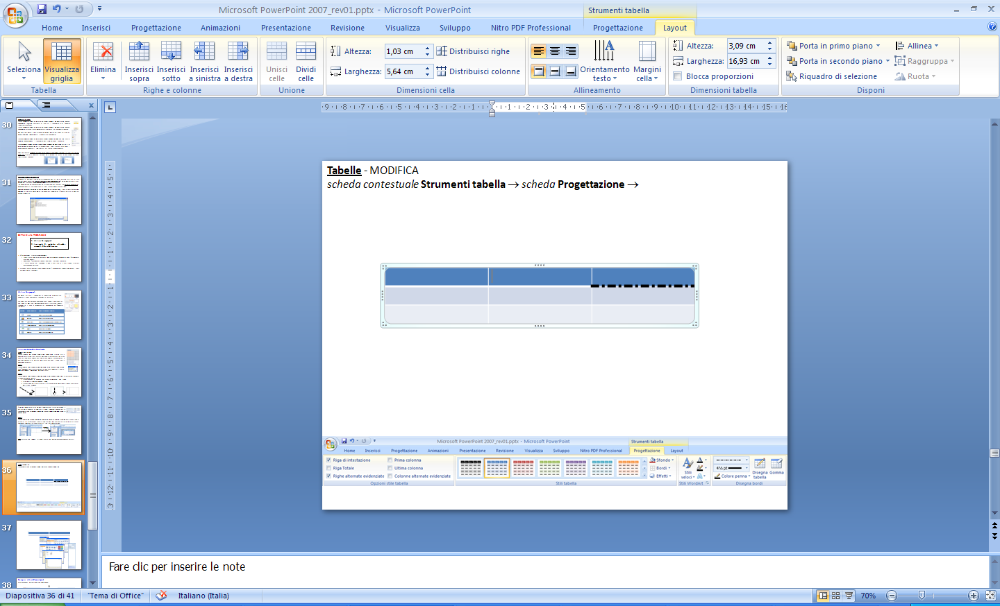 Microsoft PowerPoint 2007_rev01.pptx - Microsoft PowerPoint
Strumenti tabella
Home Inserisci Progettazione Animazioni Presentazione Revisione Visualizza Sviluppo Nitro PDF Professional Progettazione Layout
Seleziona
Visualizza griglia
Tabella
Elimina
Inserisci sopra
Inserisci sotto
Inserisci a sinistra
Inserisci a destra
Righe e colonne
Unisci celle
Dividi celle
Unione
Altezza: 1,03 cm
Larghezza: 5,64 cm
Distribuisci righe
Distribuisci colonne
Dimensioni cella
Orientamento testo
Margini cella
Allineamento
Altezza: 3,09 cm
Larghezza: 16,93 cm
Blocca proporzioni
Dimensioni tabella
Porta in primo piano
Porta in secondo piano
Riquadro di selezione
Allinea
Raggruppa
Ruota
Disponi
30
31
32
33
34
35
36
37
38
Tabelle - MODIFICA
scheda contestuale Strumenti tabella → scheda Progettazione →
Microsoft PowerPoint 2007_rev01.pptx - Microsoft PowerPoint
Strumenti tabella
Home Inserisci Progettazione Animazioni Presentazione Revisione Visualizza Sviluppo Nitro PDF Professional Progettazione Layout
Riga di intestazione
Riga Totale
Righe alternate evidenziate
Prima colonna
Ultima colonna
Colonne alternate evidenziate
Opzioni stile tabella
Stili tabella
Sfondo
Bordi
Effetti
Stili veloci
Stili WordArt
4½ pt
Colore penna
Disegna tabella
Gomma
Disegna bordi
Fare clic per inserire le note
Diapositiva 36 di 41
"Tema di Office"
Italiano (Italia)
70%